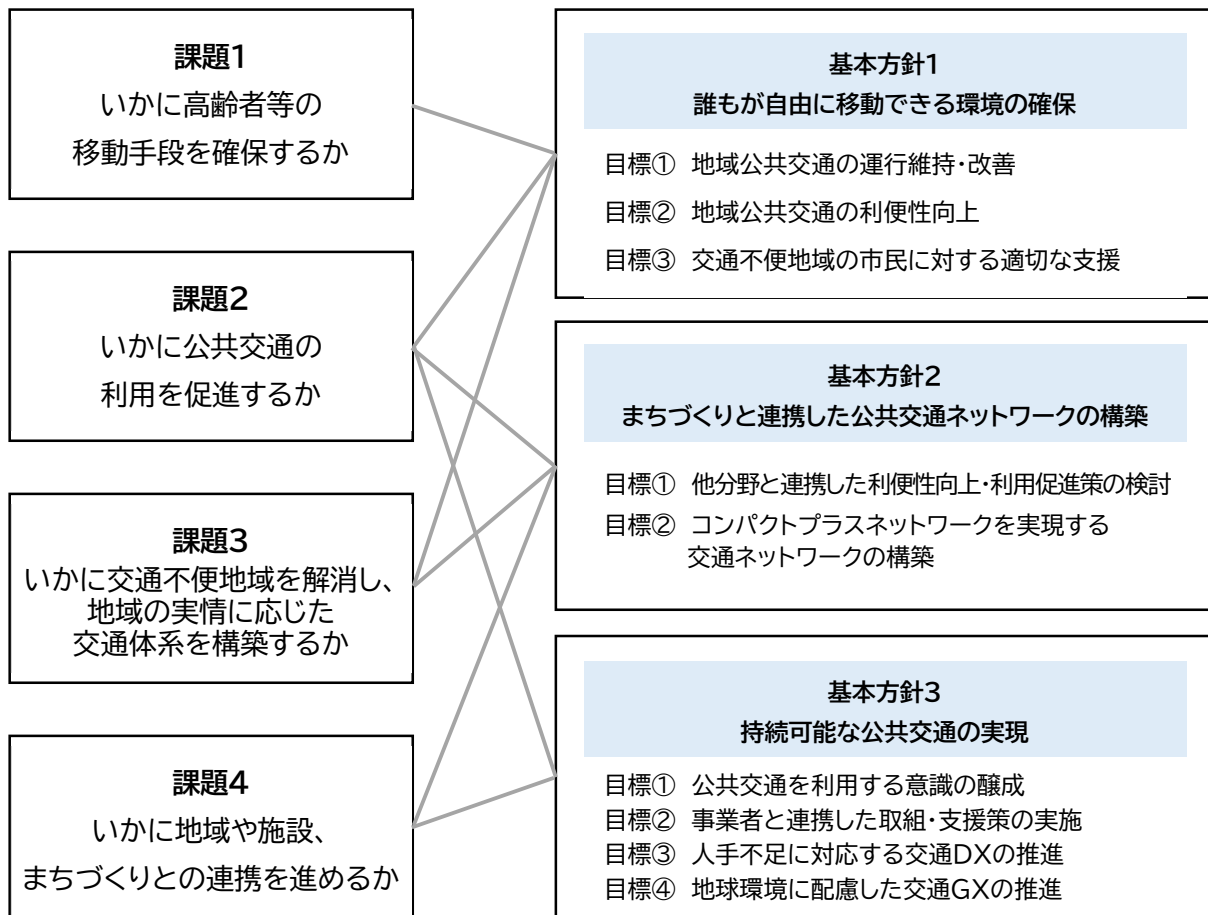 課題1
いかに高齢者等の
移動手段を確保するか
課題2
いかに公共交通の
利用を促進するか
課題3
いかに交通不便地域を解消し、
地域の実情に応じた
交通体系を構築するか
課題4
いかに地域や施設、
まちづくりとの連携を進めるか
基本方針1
誰もが自由に移動できる環境の確保
目標① 地域公共交通の運行維持・改善
目標② 地域公共交通の利便性向上
目標③ 交通不便地域の市民に対する適切な支援
基本方針2
まちづくりと連携した公共交通ネットワークの構築
目標① 他分野と連携した利便性向上・利用促進策の検討
目標② コンパクトプラスネットワークを実現する
交通ネットワークの構築
基本方針3
持続可能な公共交通の実現
目標① 公共交通を利用する意識の醸成
目標② 事業者と連携した取組・支援策の実施
目標③ 人手不足に対応する交通DXの推進
目標④ 地球環境に配慮した交通GXの推進